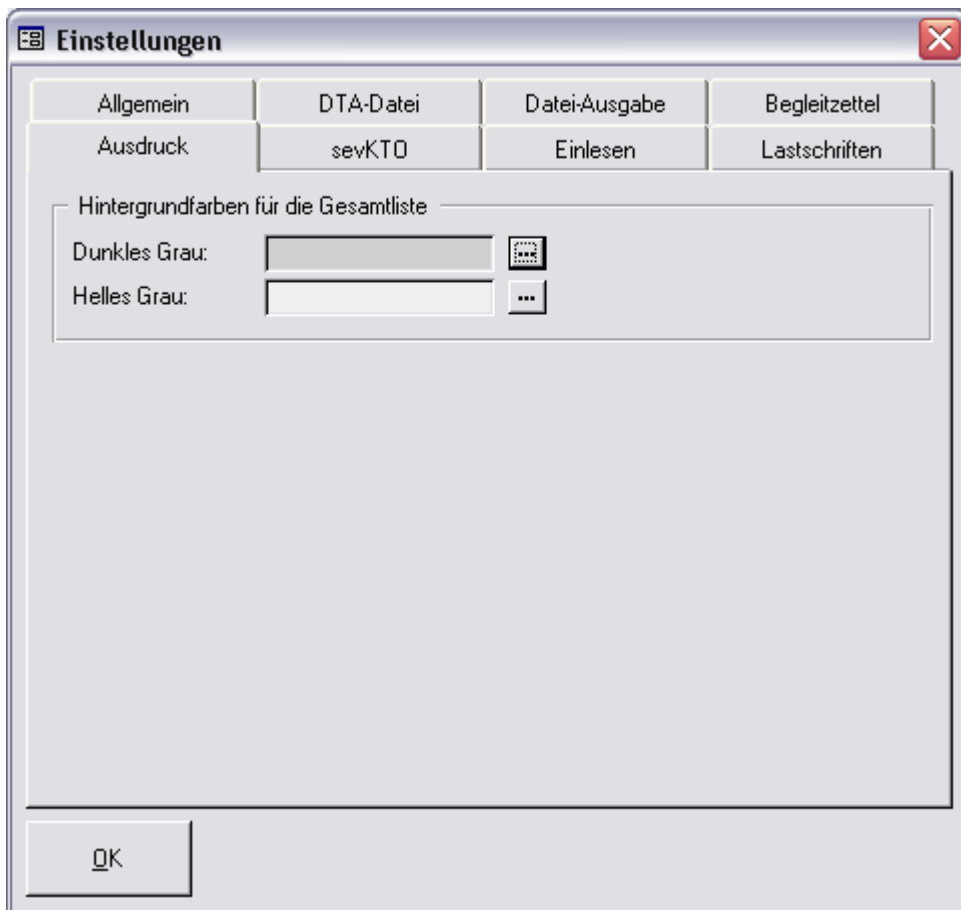 Einstellungen
Allgemein DTA-Datei Datei-Ausgabe Begleitzettel
Ausdruck sevKTO Einlesen Lastschriften
Hintergrundfarben für die Gesamtliste
Dunkles Grau: ...
Helles Grau: ...
OK